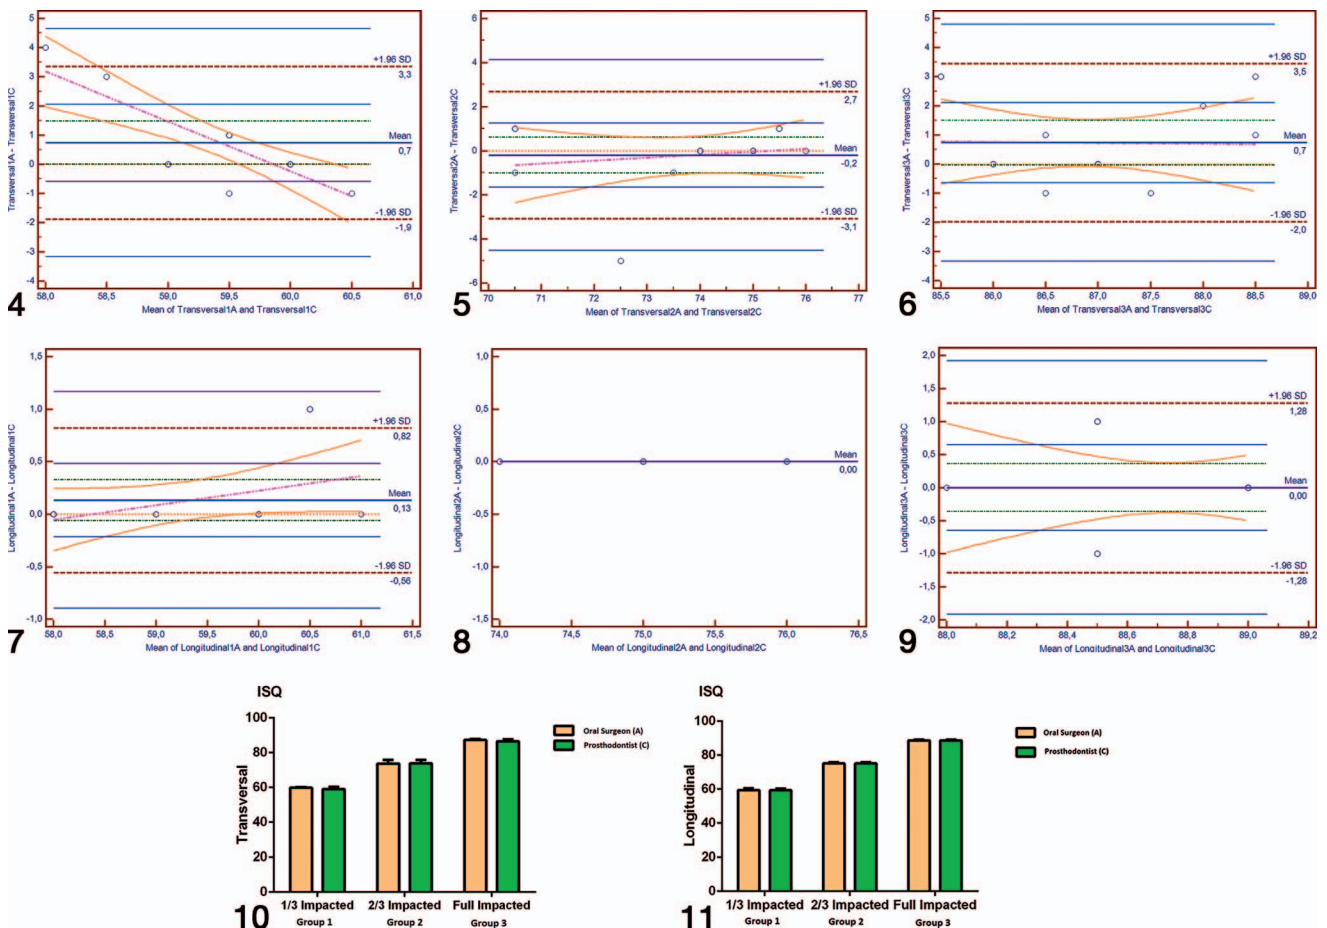 5
4
3
2
1
0
-1
-2
-3
-4
Transversal1A - Transversal1C
+1.96 SD
3,3
Mean
0,7
-1.96 SD
-1,9
58,0 58,5 59,0 59,5 60,0 60,5 61,0
Mean of Transversal1A and Transversal1C
4
6
4
2
0
-2
-4
-6
Transversal2A - Transversal2C
+1.96 SD
2,7
Mean
-0,2
-1.96 SD
-3,1
70 71 72 73 74 75 76 77
Mean of Transversal2A and Transversal2C
5
5
4
3
2
1
0
-1
-2
-3
-4
Transversal3A - Transversal3C
+1.96 SD
3,5
Mean
0,7
-1.96 SD
-2,0
85,5 86,0 86,5 87,0 87,5 88,0 88,5 89,0
Mean of Transversal3A and Transversal3C
6
1,5
1,0
0,5
0,0
-0,5
-1,0
Longitudinal1A - Longitudinal1C
+1.96 SD
0,82
Mean
0,13
-1.96 SD
-0,56
58,0 58,5 59,0 59,5 60,0 60,5 61,0 61,5
Mean of Longitudinal1A and Longitudinal1C
7
1,0
0,5
0,0
-0,5
-1,0
-1,5
Longitudinal2A - Longitudinal2C
Mean
0,00
74,0 74,5 75,0 75,5 76,0 76,5
Mean of Longitudinal2A and Longitudinal2C
8
2,0
1,5
1,0
0,5
0,0
-0,5
-1,0
-1,5
-2,0
Longitudinal3A - Longitudinal3C
+1.96 SD
1,28
Mean
0,00
-1.96 SD
-1,28
88,0 88,2 88,4 88,6 88,8 89,0 89,2
Mean of Longitudinal3A and Longitudinal3C
9
ISQ
100
80
60
40
20
0
Transversal
Oral Surgeon (A)
Prosthodontist (C)
1/3 Impacted 2/3 Impacted Full Impacted
Group 1 Group 2 Group 3
10
ISQ
100
80
60
40
20
0
Longitudinal
Oral Surgeon (A)
Prosthodontist (C)
1/3 Impacted 2/3 Impacted Full Impacted
Group 1 Group 2 Group 3
11